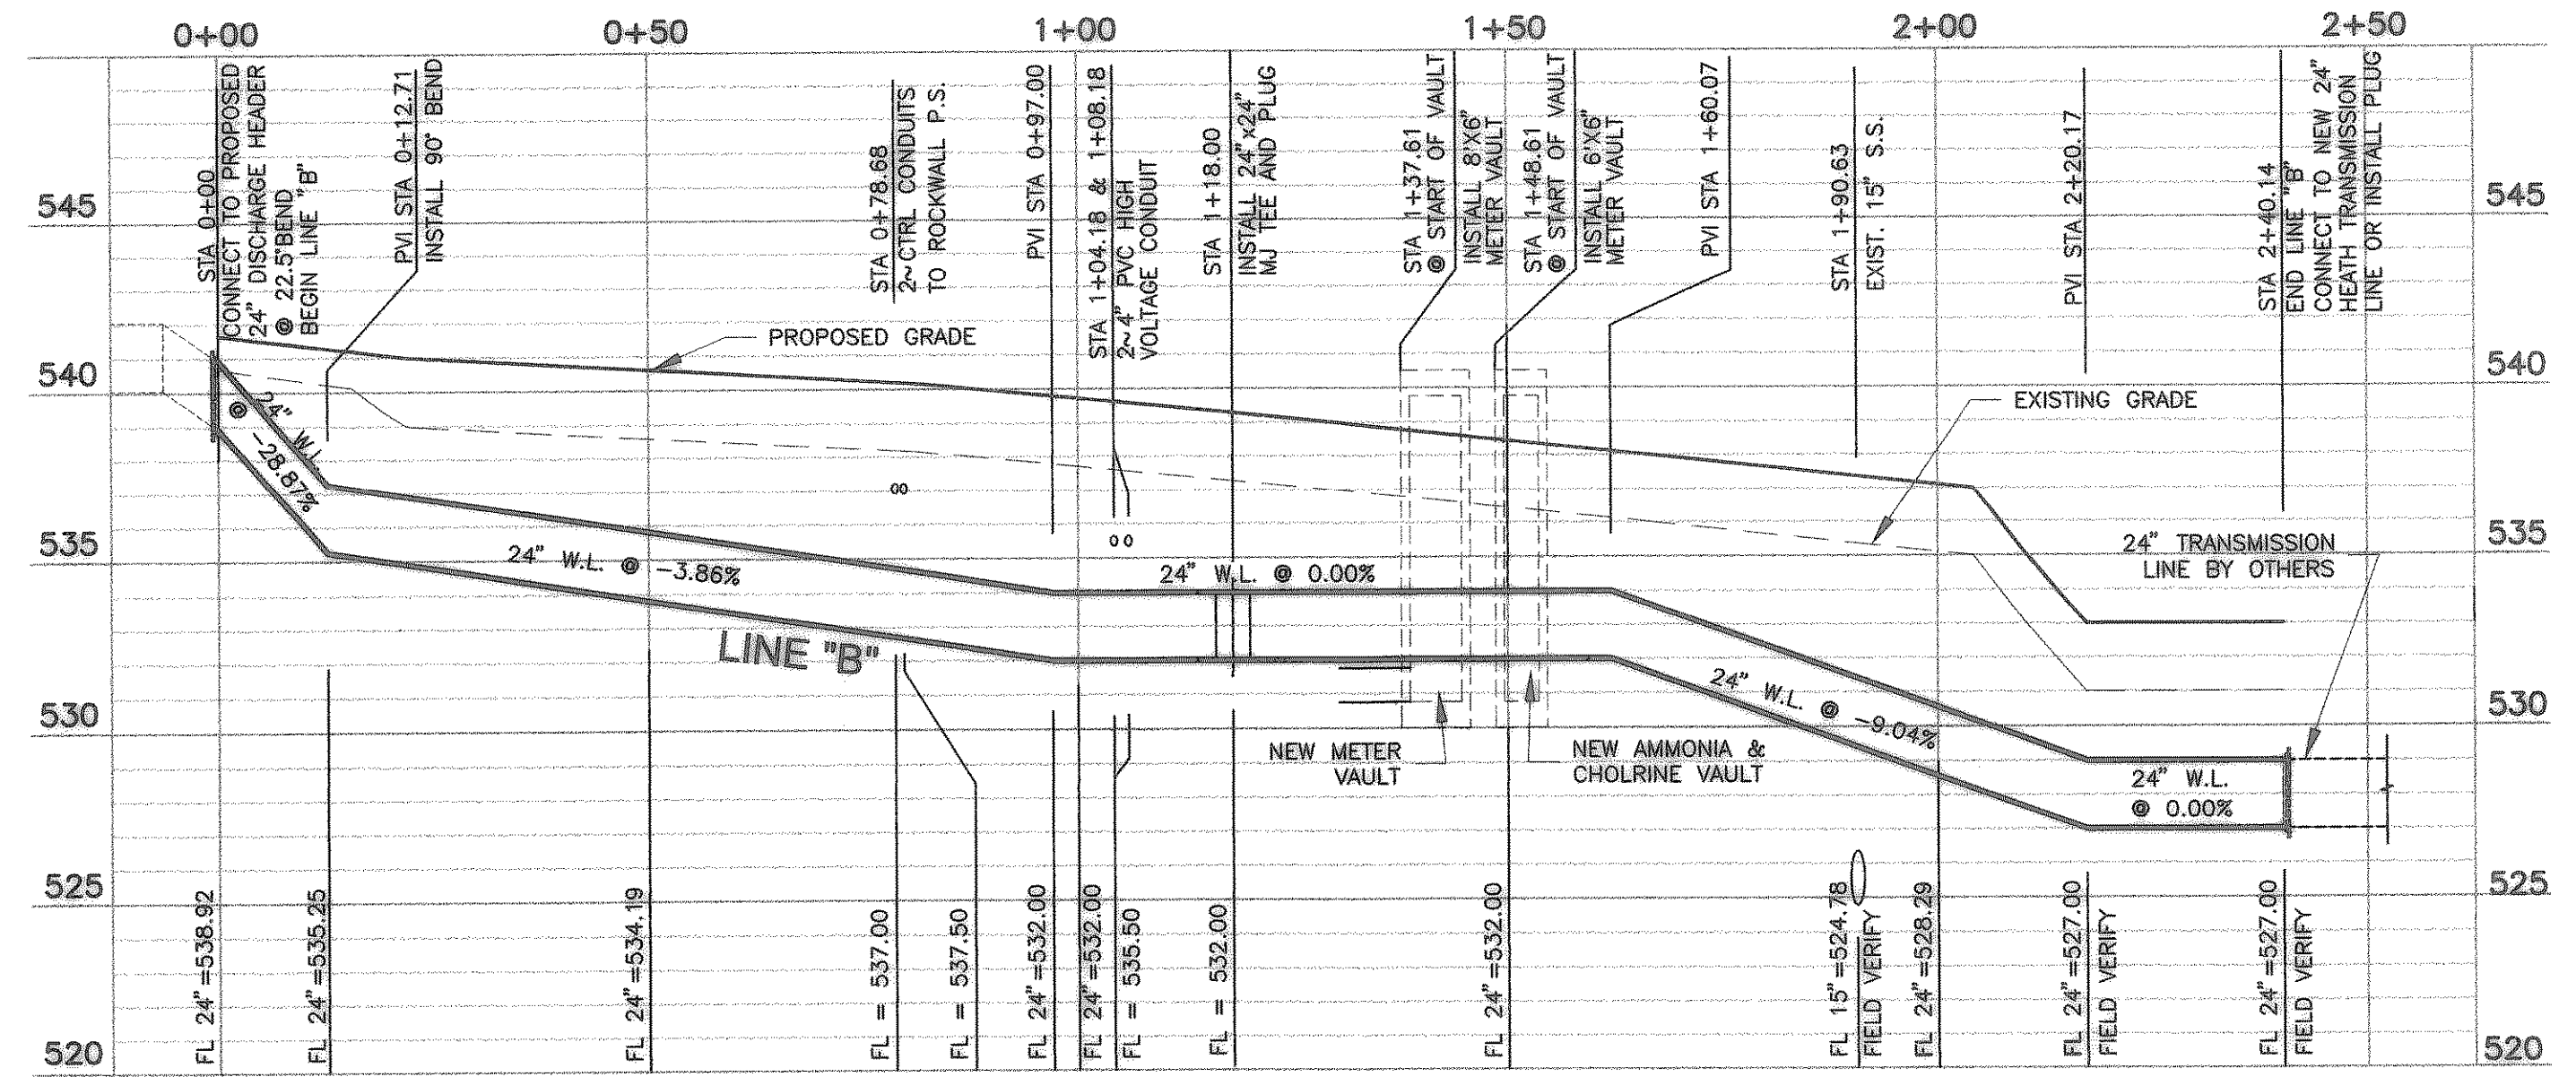 0+00
0+50
1+00
1+50
2+00
2+50
STA 0+00
CONNECT TO PROPOSED
24" DISCHARGE HEADER
@ 22.5°BEND
BEGIN LINE "B"
PVI STA 0+12.71
INSTALL 90° BEND
STA 0+78.68
2~CTRL CONDUITS
TO ROCKWALL P.S.
PVI STA 0+97.00
STA 1+04.18 & 1+08.18
2~4" PVC HIGH
VOLTAGE CONDUIT
STA 1+18.00
INSTALL 24"x24"
MJ TEE AND PLUG
STA 1+37.61
@ START OF VAULT
INSTALL 8'X6'
METER VAULT
STA 1+48.61
@ START OF VAULT
INSTALL 6'X6'
METER VAULT
PVI STA 1+60.07
STA 1+90.63
EXIST. 15" S.S.
PVI STA 2+20.17
STA 2+40.14
END LINE "B"
CONNECT TO NEW 24"
HEATH TRANSMISSION
LINE OR INSTALL PLUG
545
545
540
540
535
535
530
530
525
525
520
520
PROPOSED GRADE
EXISTING GRADE
24" W.L.
@ -28.87%
24" W.L. @ -3.86%
LINE "B"
24" W.L. @ 0.00%
24" TRANSMISSION
LINE BY OTHERS
24" W.L. @ -9.04%
NEW METER
VAULT
NEW AMMONIA &
CHOLRINE VAULT
24" W.L.
@ 0.00%
FL 24"=538.92
FL 24"=535.25
FL 24"=534.19
FL = 537.00
FL = 537.50
FL 24"=532.00
FL 24"=532.00
FL = 535.50
FL = 532.00
FL 24"=532.00
FL 15"=524.78
FIELD VERIFY
FL 24"=528.29
FL 24"=527.00
FIELD VERIFY
FL 24"=527.00
FIELD VERIFY